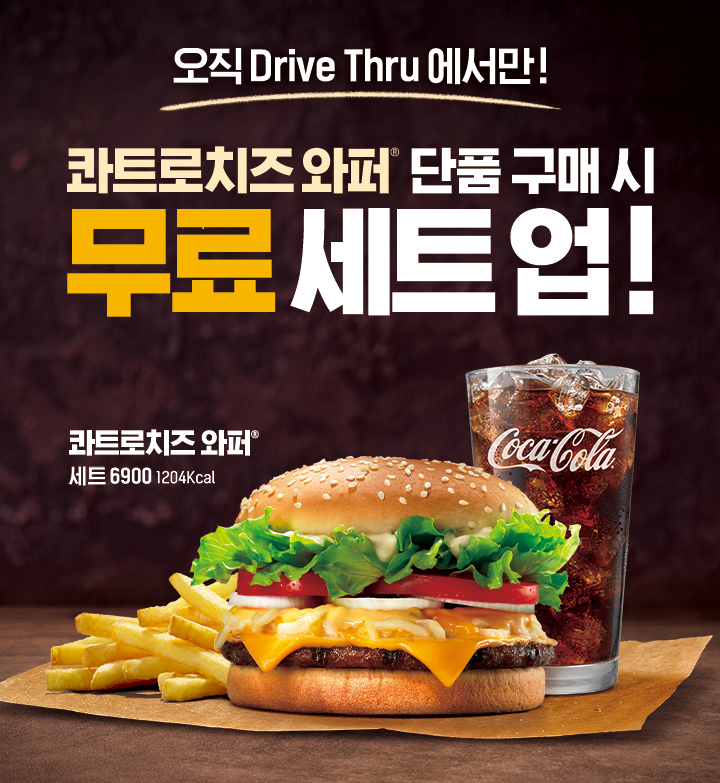 오직 Drive Thru 에서만!
콰트로치즈 와퍼® 단품 구매 시
무료 세트 업!
콰트로치즈 와퍼®
세트 6900 1204Kcal
Coca-Cola